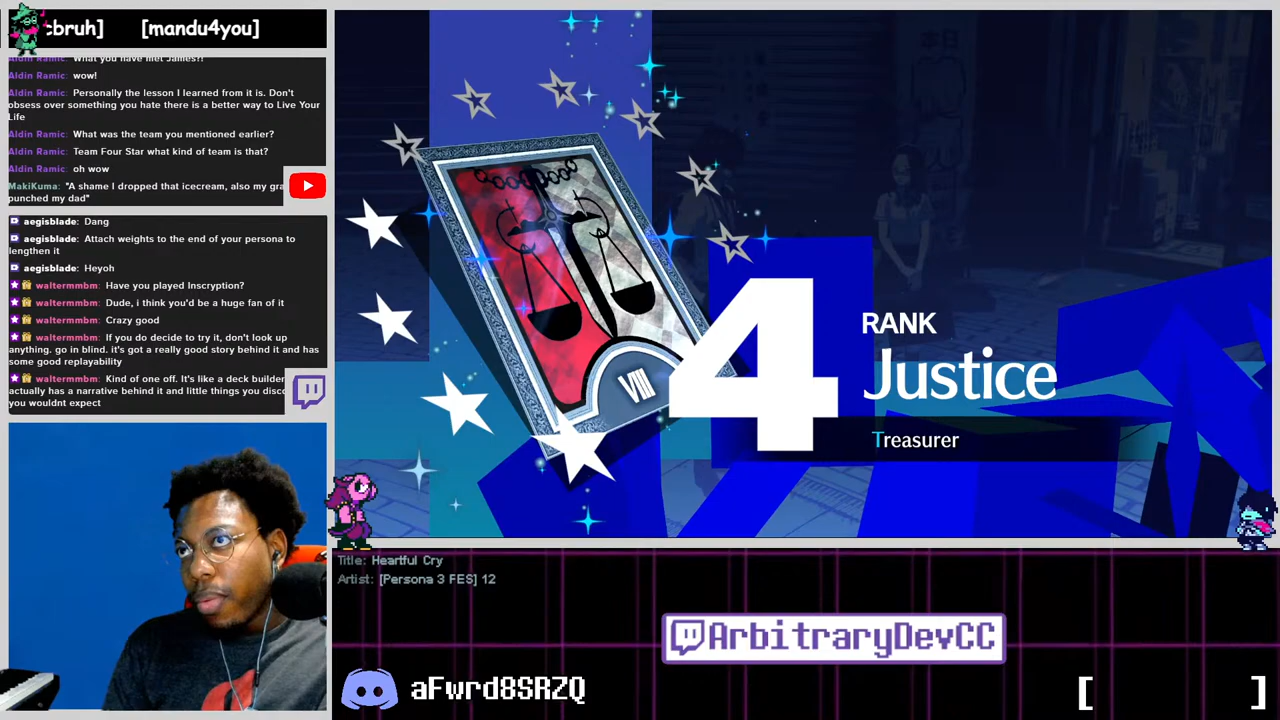 cbruh] [mandu4you]
Aldin Ramic: What you have met James?!
Aldin Ramic: wow!
Aldin Ramic: Personally the lesson I learned from it is. Don't
obsess over something you hate there is a better way to Live Your
Life
Aldin Ramic: What was the team you mentioned earlier?
Aldin Ramic: Team Four Star what kind of team is that?
Aldin Ramic: oh wow
MakiKuma: "A shame I dropped that icecream, also my gra
punched my dad"
aegisblade: Dang
aegisblade: Attach weights to the end of your persona to
lengthen it
aegisblade: Heyoh
waltermmbm: Have you played Inscryption?
waltermmbm: Dude, i think you'd be a huge fan of it
waltermmbm: Crazy good
waltermmbm: If you do decide to try it, don't look up
anything. go in blind. it's got a really good story behind it and has
some good replayability
waltermmbm: Kind of one off. It's like a deck builder
actually has a narrative behind it and little things you disc
you wouldnt expect
本日
VIII
4
RANK
Justice
Treasurer
Title: Heartful Cry
Artist: [Persona 3 FES] 12
ArbitraryDevCC
aFwrd8SRZQ
[ ]